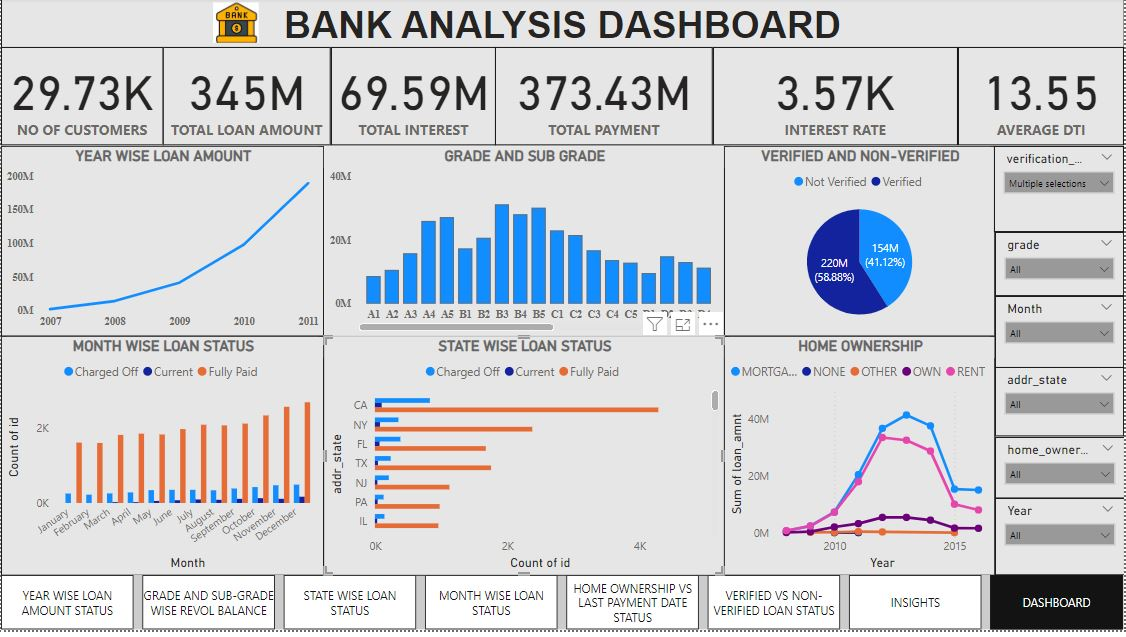 BANK
BANK ANALYSIS DASHBOARD
29.73K
NO OF CUSTOMERS
345M
TOTAL LOAN AMOUNT
69.59M
TOTAL INTEREST
373.43M
TOTAL PAYMENT
3.57K
INTEREST RATE
13.55
AVERAGE DTI
YEAR WISE LOAN AMOUNT
200M
150M
100M
50M
0M
2007 2008 2009 2010 2011
GRADE AND SUB GRADE
40M
20M
0M
A1 A2 A3 A4 A5 B1 B2 B3 B4 B5 C1 C2 C3 C4 C5
VERIFIED AND NON-VERIFIED
Not Verified Verified
154M
(41.12%)
220M
(58.88%)
verification_...
Multiple selections
grade
All
Month
All
addr_state
All
home_owner...
All
Year
All
MONTH WISE LOAN STATUS
Charged Off Current Fully Paid
Count of id
2K
0K
January February March April May June July August September October November December
Month
STATE WISE LOAN STATUS
Charged Off Current Fully Paid
addr_state
CA
NY
FL
TX
NJ
PA
IL
0K 2K 4K
Count of id
HOME OWNERSHIP
MORTGA... NONE OTHER OWN RENT
Sum of loan_amnt
40M
20M
0M
2010 2015
Year
YEAR WISE LOAN
AMOUNT STATUS
GRADE AND SUB-GRADE
WISE REVOL BALANCE
STATE WISE LOAN
STATUS
MONTH WISE LOAN
STATUS
HOME OWNERSHIP VS
LAST PAYMENT DATE
STATUS
VERIFIED VS NON-
VERIFIED LOAN STATUS
INSIGHTS
DASHBOARD